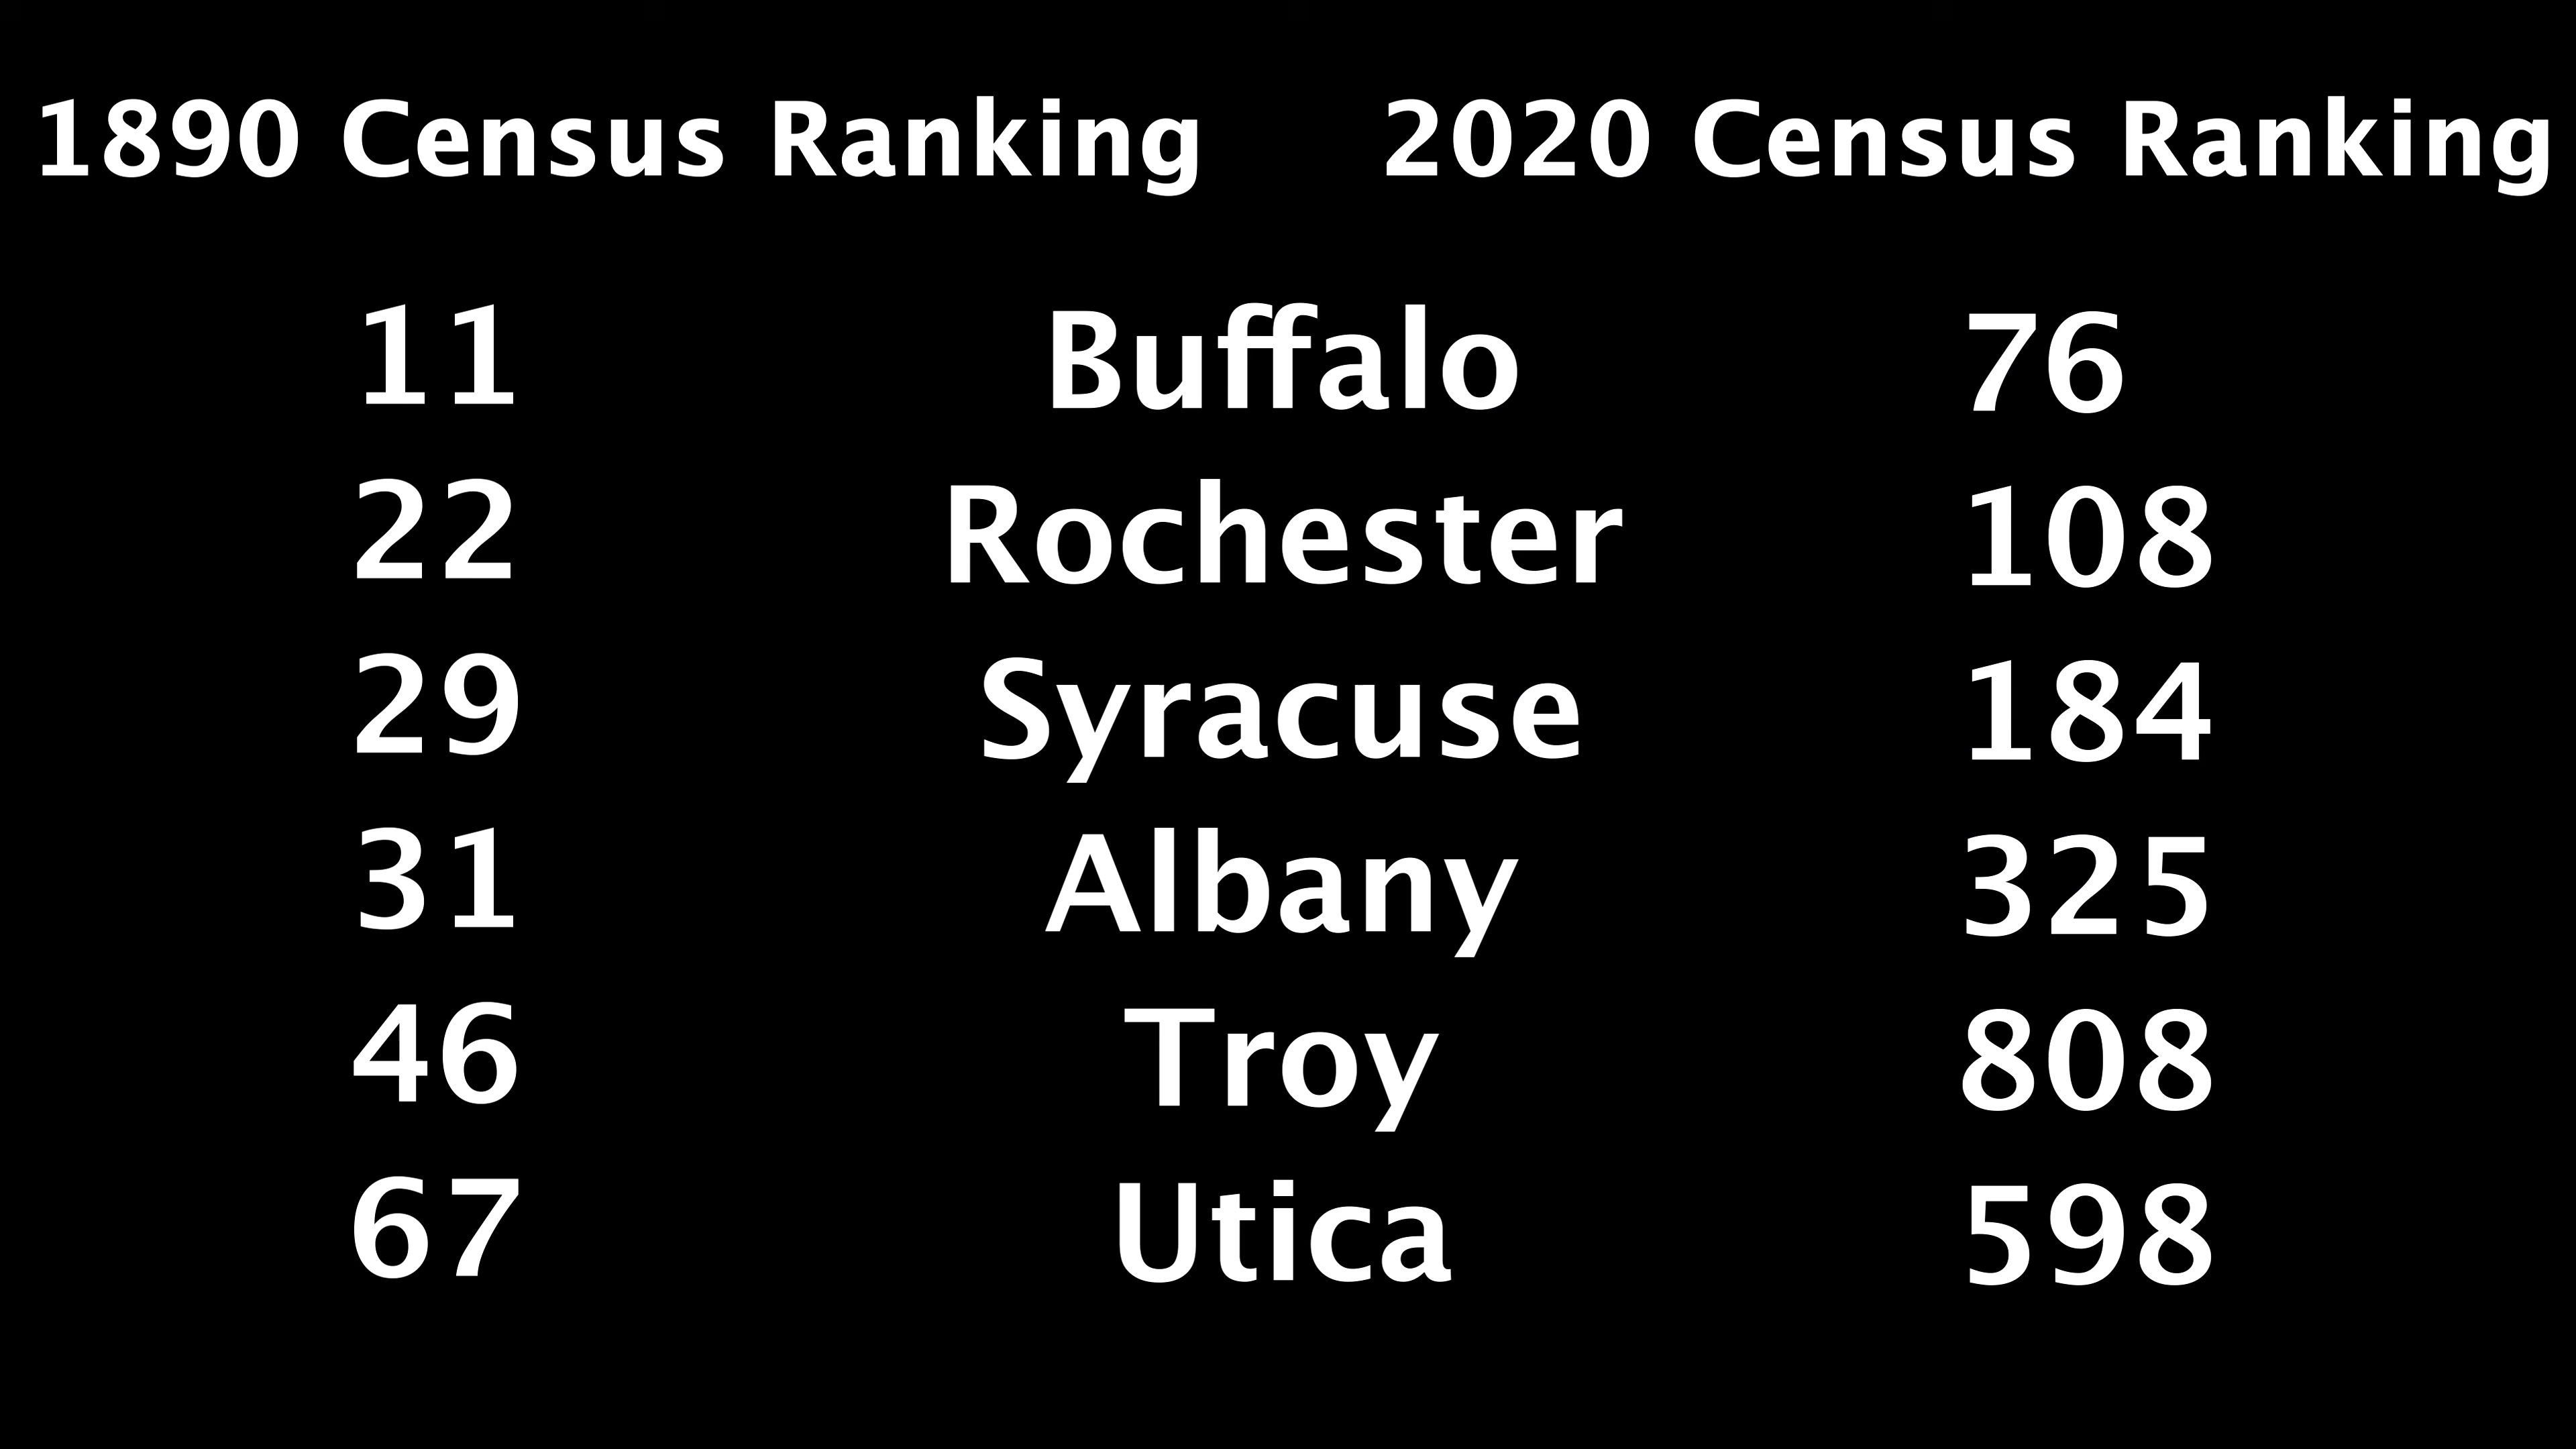 1890 Census Ranking 2020 Census Ranking
11 Buffalo 76
22 Rochester 108
29 Syracuse 184
31 Albany 325
46 Troy 808
67 Utica 598